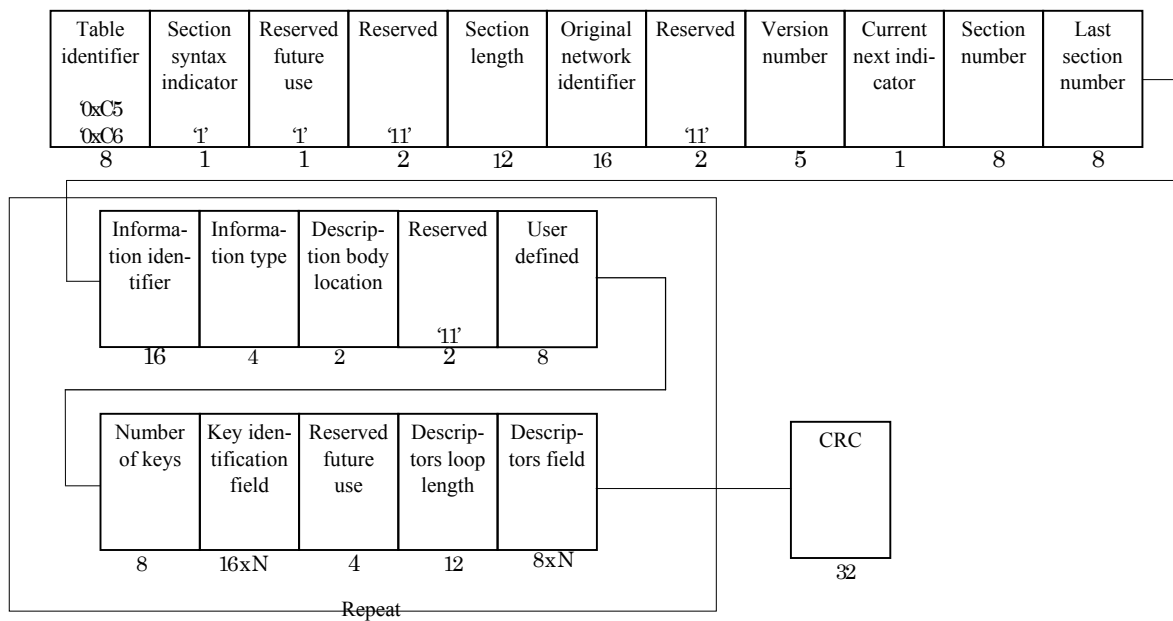 Table
identifier
'0xC5
'0xC6
8
Section
syntax
indicator
'1'
1
Reserved
future
use
'1'
1
Reserved
'11'
2
Section
length
12
Original
network
identifier
16
Reserved
'11'
2
Version
number
5
Current
next indi-
cator
1
Section
number
8
Last
section
number
8
Informa-
tion iden-
tifier
16
Informa-
tion type
4
Descrip-
tion body
location
2
Reserved
'11'
2
User
defined
8
Number
of keys
8
Key iden-
tification
field
16xN
Reserved
future
use
4
Descrip-
tors loop
length
12
Descrip-
tors field
8xN
CRC
32
Repeat